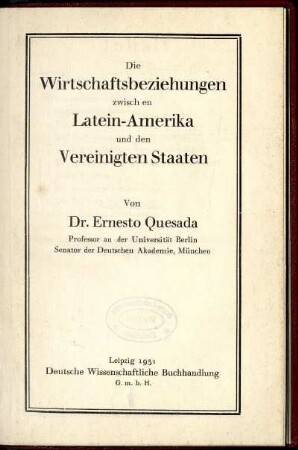 Die
Wirtschaftsbeziehungen
zwisch en
Latein-Amerika
und den
Vereinigten Staaten
Von
Dr. Ernesto Quesada
Professor an der Universität Berlin
Senator der Deutschen Akademie, München
Leipzig 1931
Deutsche Wissenschaftliche Buchhandlung
G. m. b. H.